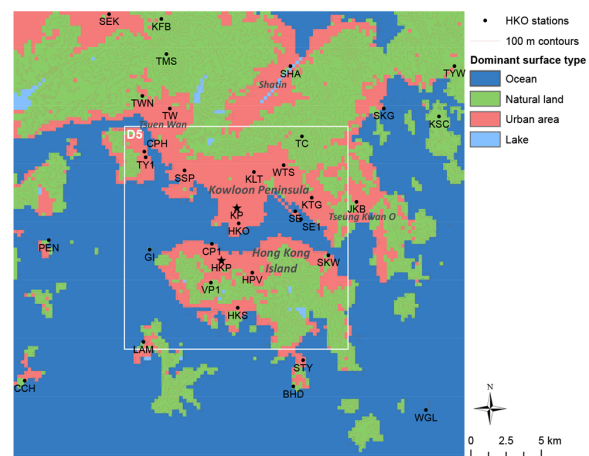 SEK
KFB
TMS
SHA
Shatin
TYW
TWN
TW
Tsuen Wan
SKG
KSC
D5
CPH
TY1
TC
SSP
KLT
WTS
Kowloon Peninsula
KTG
JKB
KP
SE
SE1
Tseung Kwan O
HKO
PEN
GI
CP1
Hong Kong
Island
SKW
HKP
HPV
VP1
HKS
LAM
STY
CCH
BHD
WGL
HKO stations
100 m contours
Dominant surface type
Ocean
Natural land
Urban area
Lake
N
0 2.5 5 km